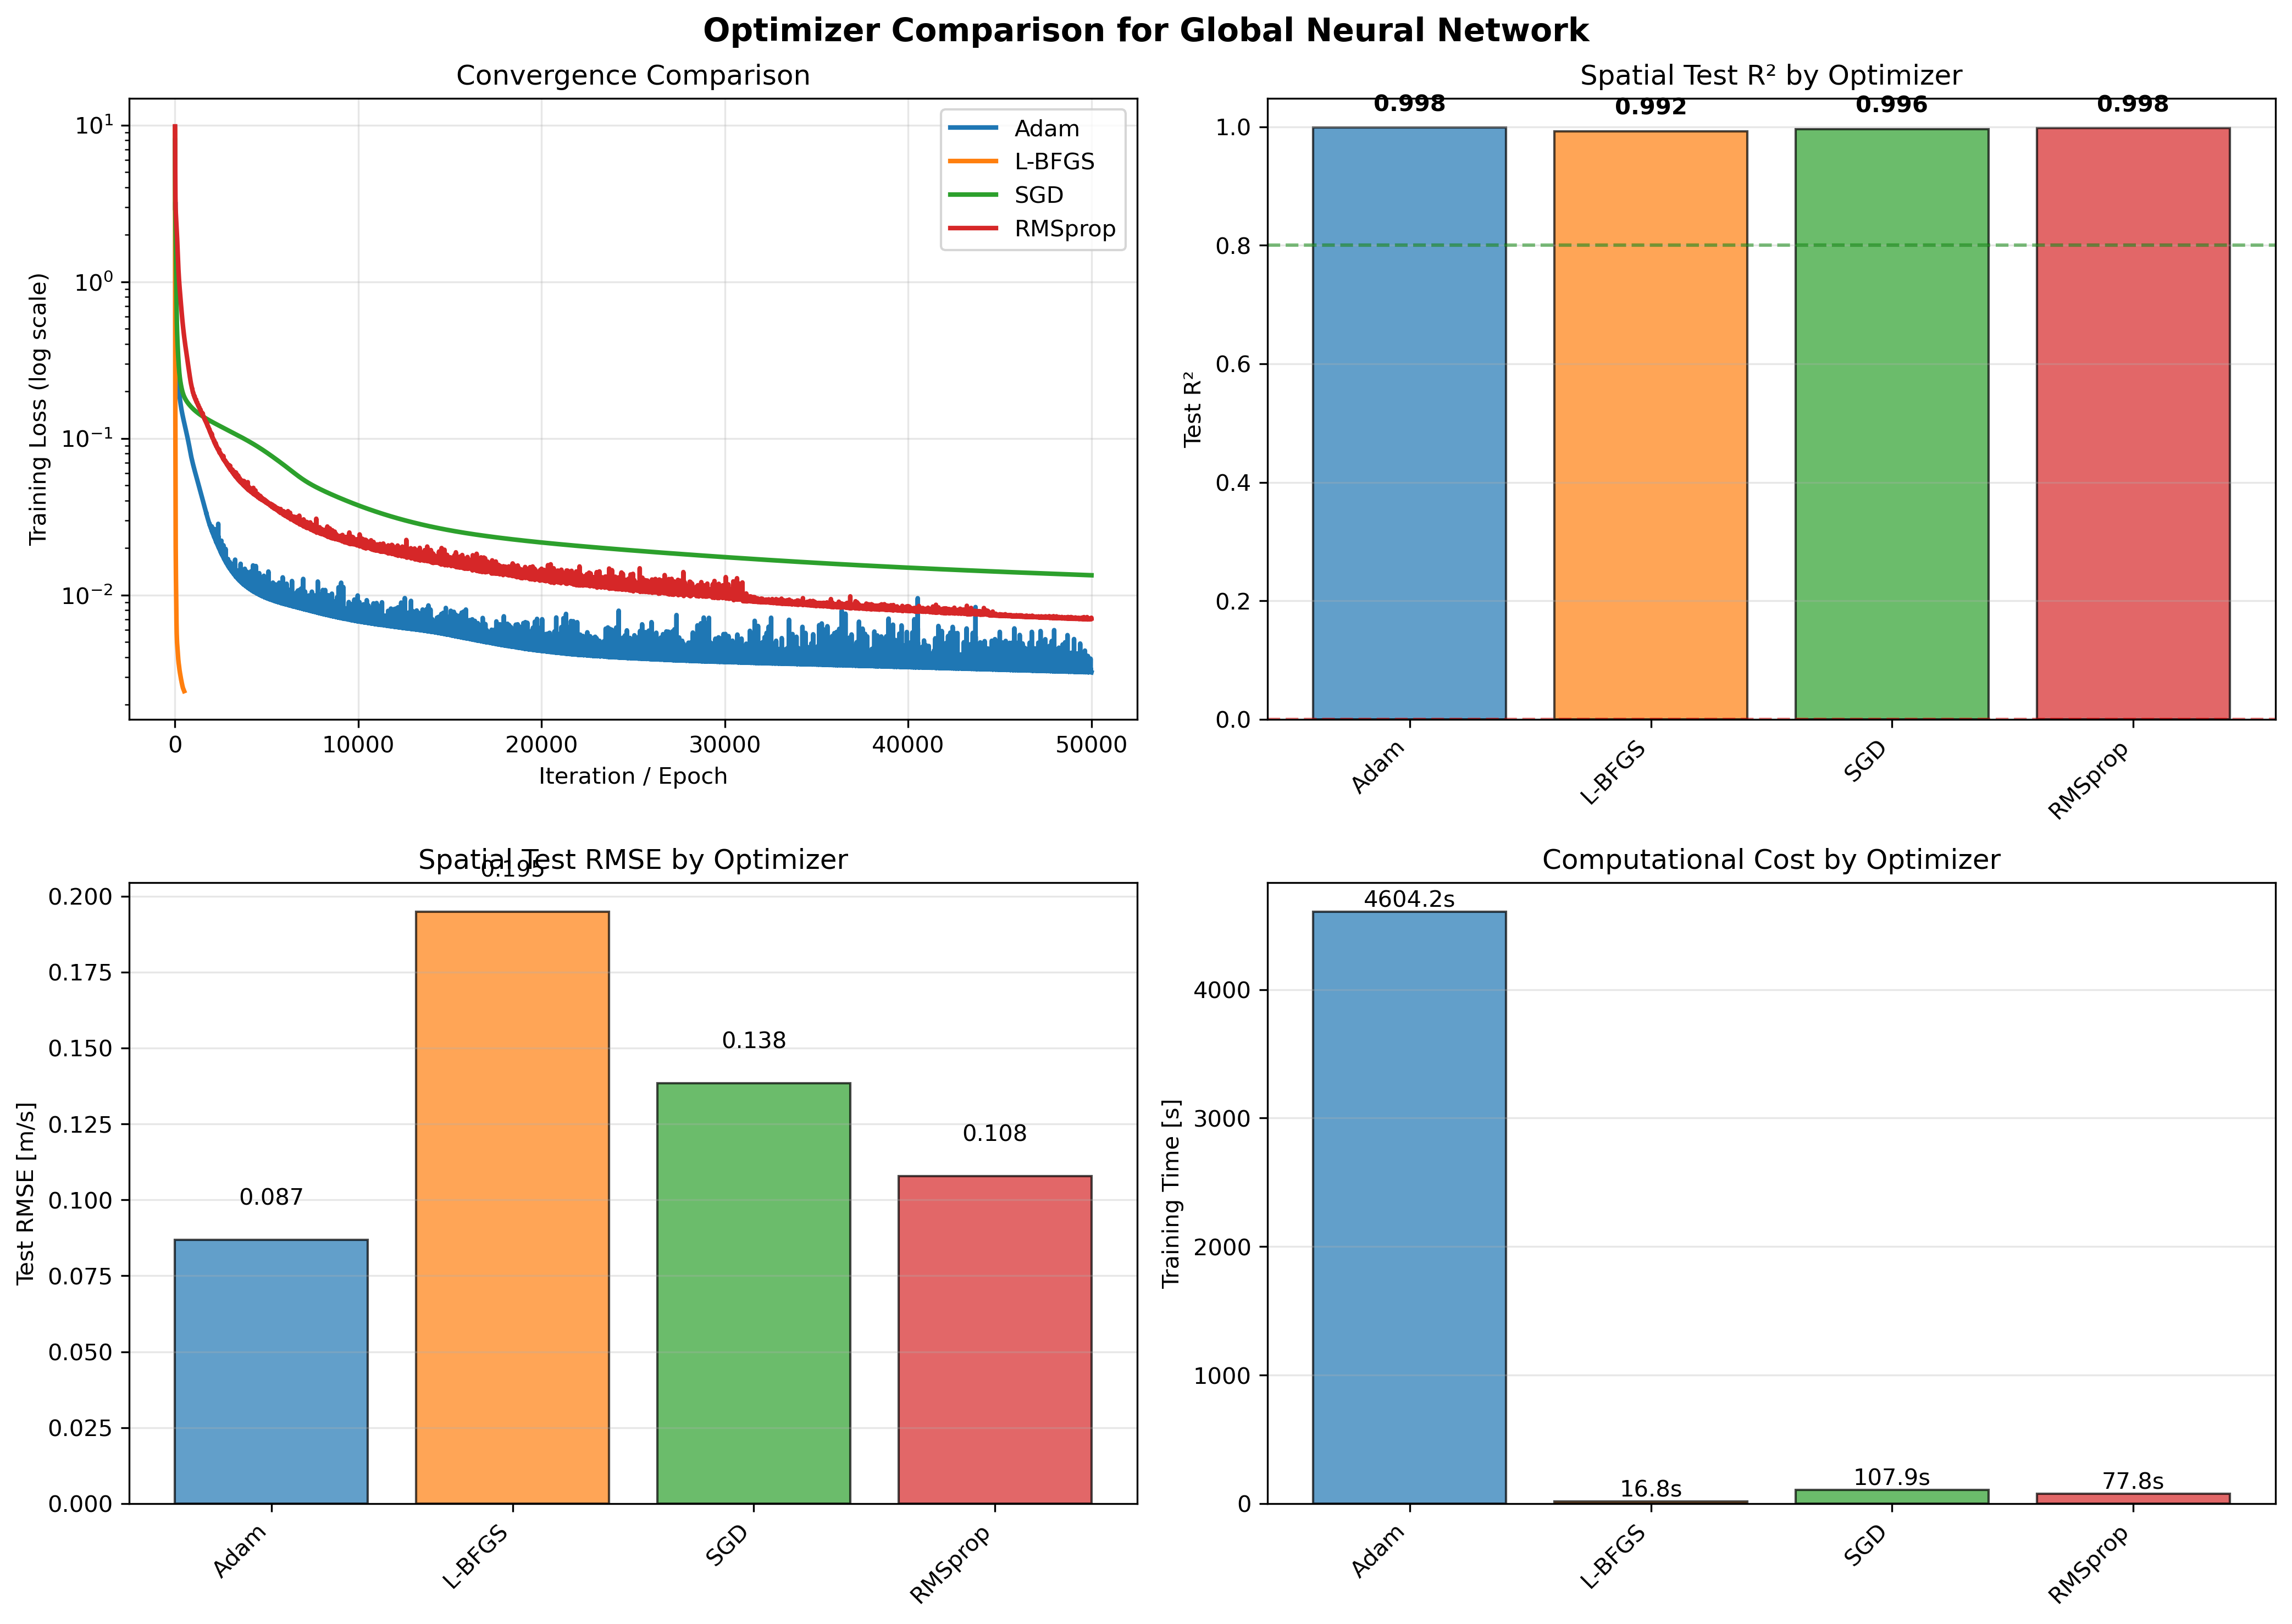 Optimizer Comparison for Global Neural Network
Convergence Comparison
Training Loss (log scale)
10¹
10⁰
10⁻¹
10⁻²
0
10000
20000
30000
40000
50000
Iteration / Epoch
Adam
L-BFGS
SGD
RMSprop
Spatial Test R² by Optimizer
Test R²
1.0
0.8
0.6
0.4
0.2
0.0
0.998
0.992
0.996
0.998
Adam
L-BFGS
SGD
RMSprop
Spatial Test RMSE by Optimizer
Test RMSE [m/s]
0.200
0.175
0.150
0.125
0.100
0.075
0.050
0.025
0.000
0.087
0.195
0.138
0.108
Adam
L-BFGS
SGD
RMSprop
Computational Cost by Optimizer
Training Time [s]
4000
3000
2000
1000
0
4604.2s
16.8s
107.9s
77.8s
Adam
L-BFGS
SGD
RMSprop